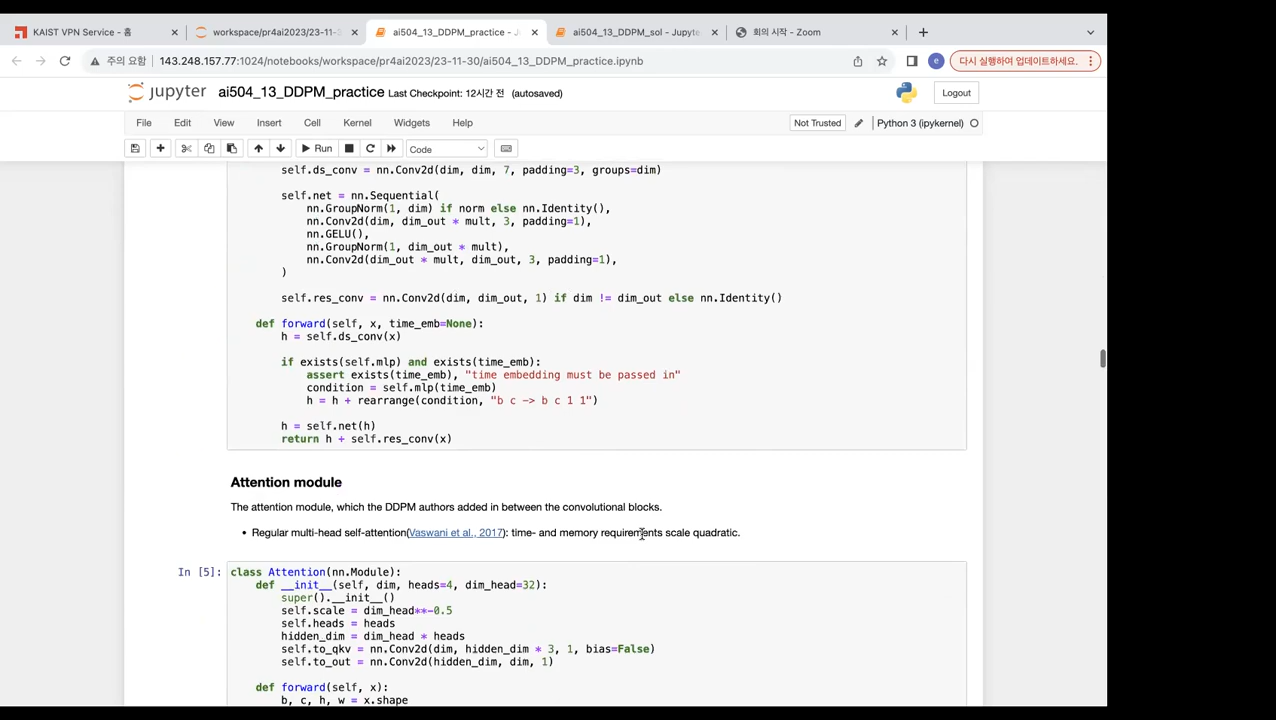 KAIST VPN Service - 홈
workspace/pr4ai2023/23-11-3
ai504_13_DDPM_practice - J
ai504_13_DDPM_sol - Jupyte
회의 시작 - Zoom
주의 요함
143.248.157.77:1024/notebooks/workspace/pr4ai2023/23-11-30/ai504_13_DDPM_practice.ipynb
e
다시 실행하여 업데이트하세요.
jupyter ai504_13_DDPM_practice Last Checkpoint: 12시간 전 (autosaved)
Logout
File Edit View Insert Cell Kernel Widgets Help
Not Trusted
Python 3 (ipykernel)
Run
Code
self.ds_conv = nn.Conv2d(dim, dim, 7, padding=3, groups=dim)
self.net = nn.Sequential(
nn.GroupNorm(1, dim) if norm else nn.Identity(),
nn.Conv2d(dim, dim_out * mult, 3, padding=1),
nn.GELU(),
nn.GroupNorm(1, dim_out * mult),
nn.Conv2d(dim_out * mult, dim_out, 3, padding=1),
)
self.res_conv = nn.Conv2d(dim, dim_out, 1) if dim != dim_out else nn.Identity()
def forward(self, x, time_emb=None):
h = self.ds_conv(x)
if exists(self.mlp) and exists(time_emb):
assert exists(time_emb), "time embedding must be passed in"
condition = self.mlp(time_emb)
h = h + rearrange(condition, "b c -> b c 1 1")
h = self.net(h)
return h + self.res_conv(x)
Attention module
The attention module, which the DDPM authors added in between the convolutional blocks.
• Regular multi-head self-attention(Vaswani et al., 2017): time- and memory requirements scale quadratic.
In [5]:
class Attention(nn.Module):
def __init__(self, dim, heads=4, dim_head=32):
super().__init__()
self.scale = dim_head**-0.5
self.heads = heads
hidden_dim = dim_head * heads
self.to_qkv = nn.Conv2d(dim, hidden_dim * 3, 1, bias=False)
self.to_out = nn.Conv2d(hidden_dim, dim, 1)
def forward(self, x):
b, c, h, w = x.shape